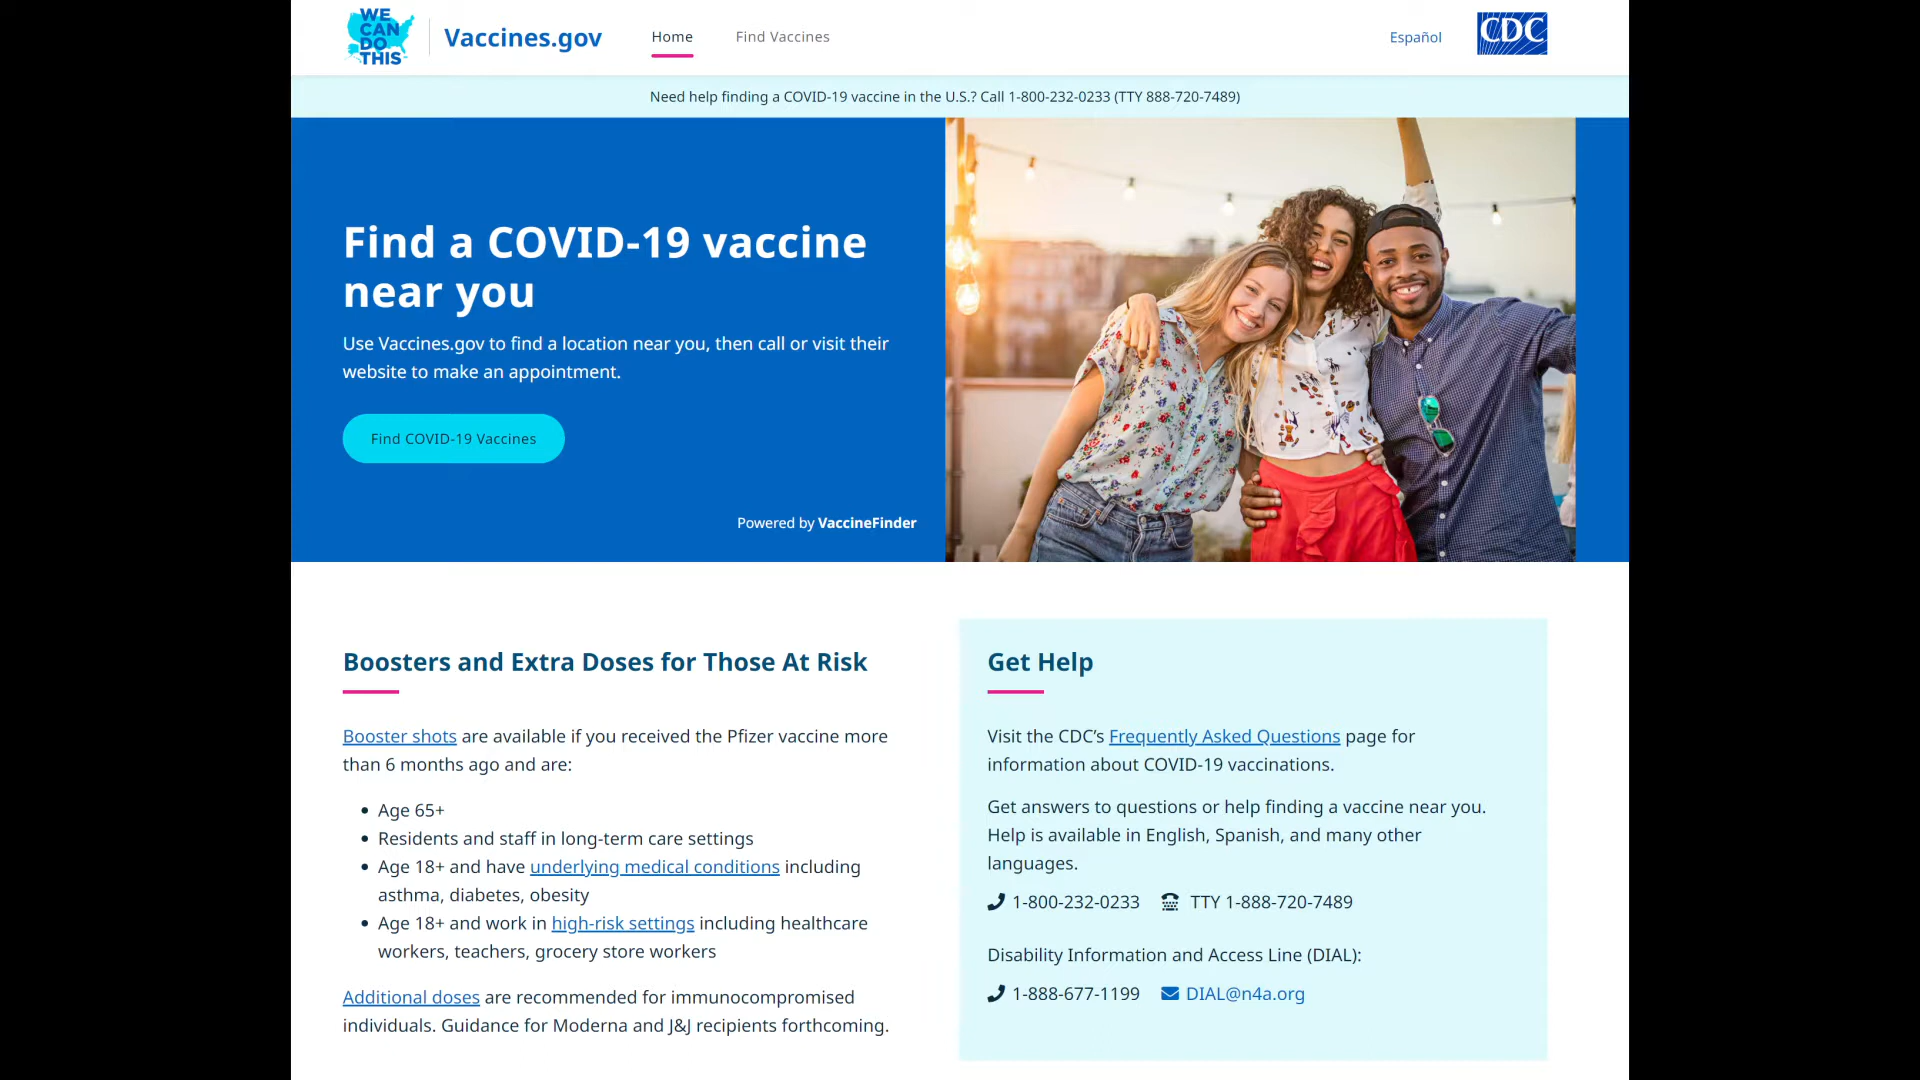 WE
CAN
DO
THIS
Vaccines.gov
Home
Find Vaccines
Español
CDC
Need help finding a COVID-19 vaccine in the U.S.? Call 1-800-232-0233 (TTY 888-720-7489)
Find a COVID-19 vaccine
near you
Use Vaccines.gov to find a location near you, then call or visit their
website to make an appointment.
Find COVID-19 Vaccines
Powered by VaccineFinder
Boosters and Extra Doses for Those At Risk
Booster shots are available if you received the Pfizer vaccine more
than 6 months ago and are:
• Age 65+
• Residents and staff in long-term care settings
• Age 18+ and have underlying medical conditions including
asthma, diabetes, obesity
• Age 18+ and work in high-risk settings including healthcare
workers, teachers, grocery store workers
Additional doses are recommended for immunocompromised
individuals. Guidance for Moderna and J&J recipients forthcoming.
Get Help
Visit the CDC’s Frequently Asked Questions page for
information about COVID-19 vaccinations.
Get answers to questions or help finding a vaccine near you.
Help is available in English, Spanish, and many other
languages.
1-800-232-0233 TTY 1-888-720-7489
Disability Information and Access Line (DIAL):
1-888-677-1199 DIAL@n4a.org